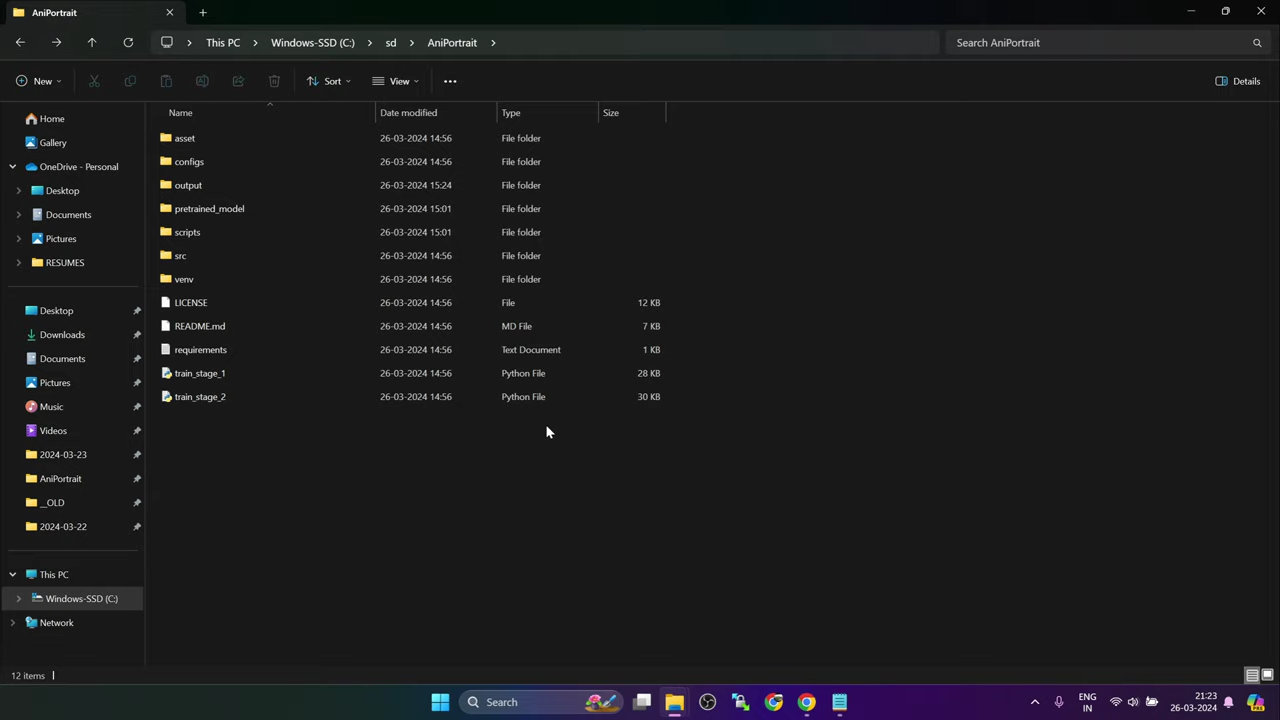 AniPortrait
This PC > Windows-SSD (C:) > sd > AniPortrait >
Search AniPortrait
New
Sort
View
Details
Name Date modified Type Size
asset 26-03-2024 14:56 File folder
configs 26-03-2024 14:56 File folder
output 26-03-2024 15:24 File folder
pretrained_model 26-03-2024 15:01 File folder
scripts 26-03-2024 15:01 File folder
src 26-03-2024 14:56 File folder
venv 26-03-2024 14:56 File folder
LICENSE 26-03-2024 14:56 File 12 KB
README.md 26-03-2024 14:56 MD File 7 KB
requirements 26-03-2024 14:56 Text Document 1 KB
train_stage_1 26-03-2024 14:56 Python File 28 KB
train_stage_2 26-03-2024 14:56 Python File 30 KB
Home
Gallery
OneDrive - Personal
Desktop
Documents
Pictures
RESUMES
Desktop
Downloads
Documents
Pictures
Music
Videos
2024-03-23
AniPortrait
__OLD
2024-03-22
This PC
Windows-SSD (C:)
Network
12 items
Search
ENG
IN
21:23
26-03-2024